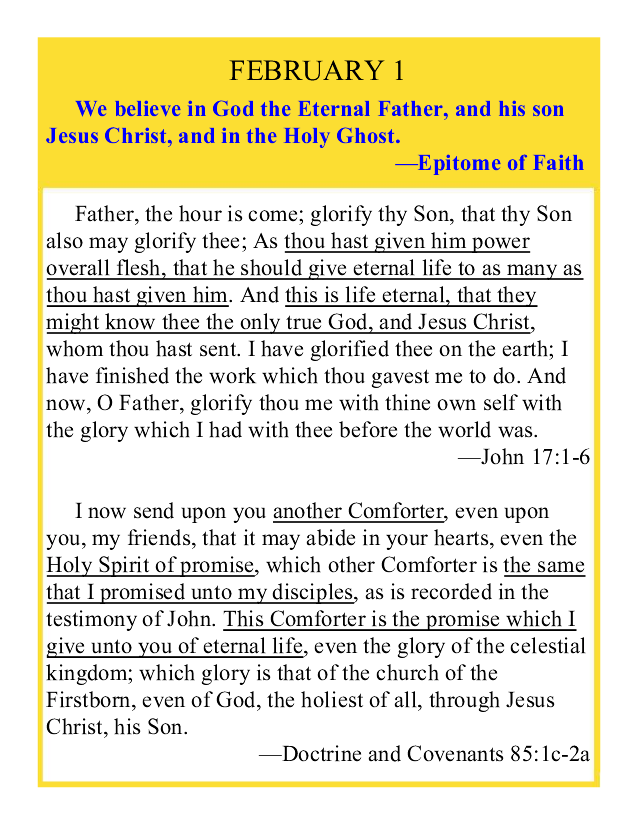 FEBRUARY 1
We believe in God the Eternal Father, and his son
Jesus Christ, and in the Holy Ghost.
—Epitome of Faith
Father, the hour is come; glorify thy Son, that thy Son
also may glorify thee; As thou hast given him power
overall flesh, that he should give eternal life to as many as
thou hast given him. And this is life eternal, that they
might know thee the only true God, and Jesus Christ,
whom thou hast sent. I have glorified thee on the earth; I
have finished the work which thou gavest me to do. And
now, O Father, glorify thou me with thine own self with
the glory which I had with thee before the world was.
—John 17:1-6
I now send upon you another Comforter, even upon
you, my friends, that it may abide in your hearts, even the
Holy Spirit of promise, which other Comforter is the same
that I promised unto my disciples, as is recorded in the
testimony of John. This Comforter is the promise which I
give unto you of eternal life, even the glory of the celestial
kingdom; which glory is that of the church of the
Firstborn, even of God, the holiest of all, through Jesus
Christ, his Son.
—Doctrine and Covenants 85:1c-2a